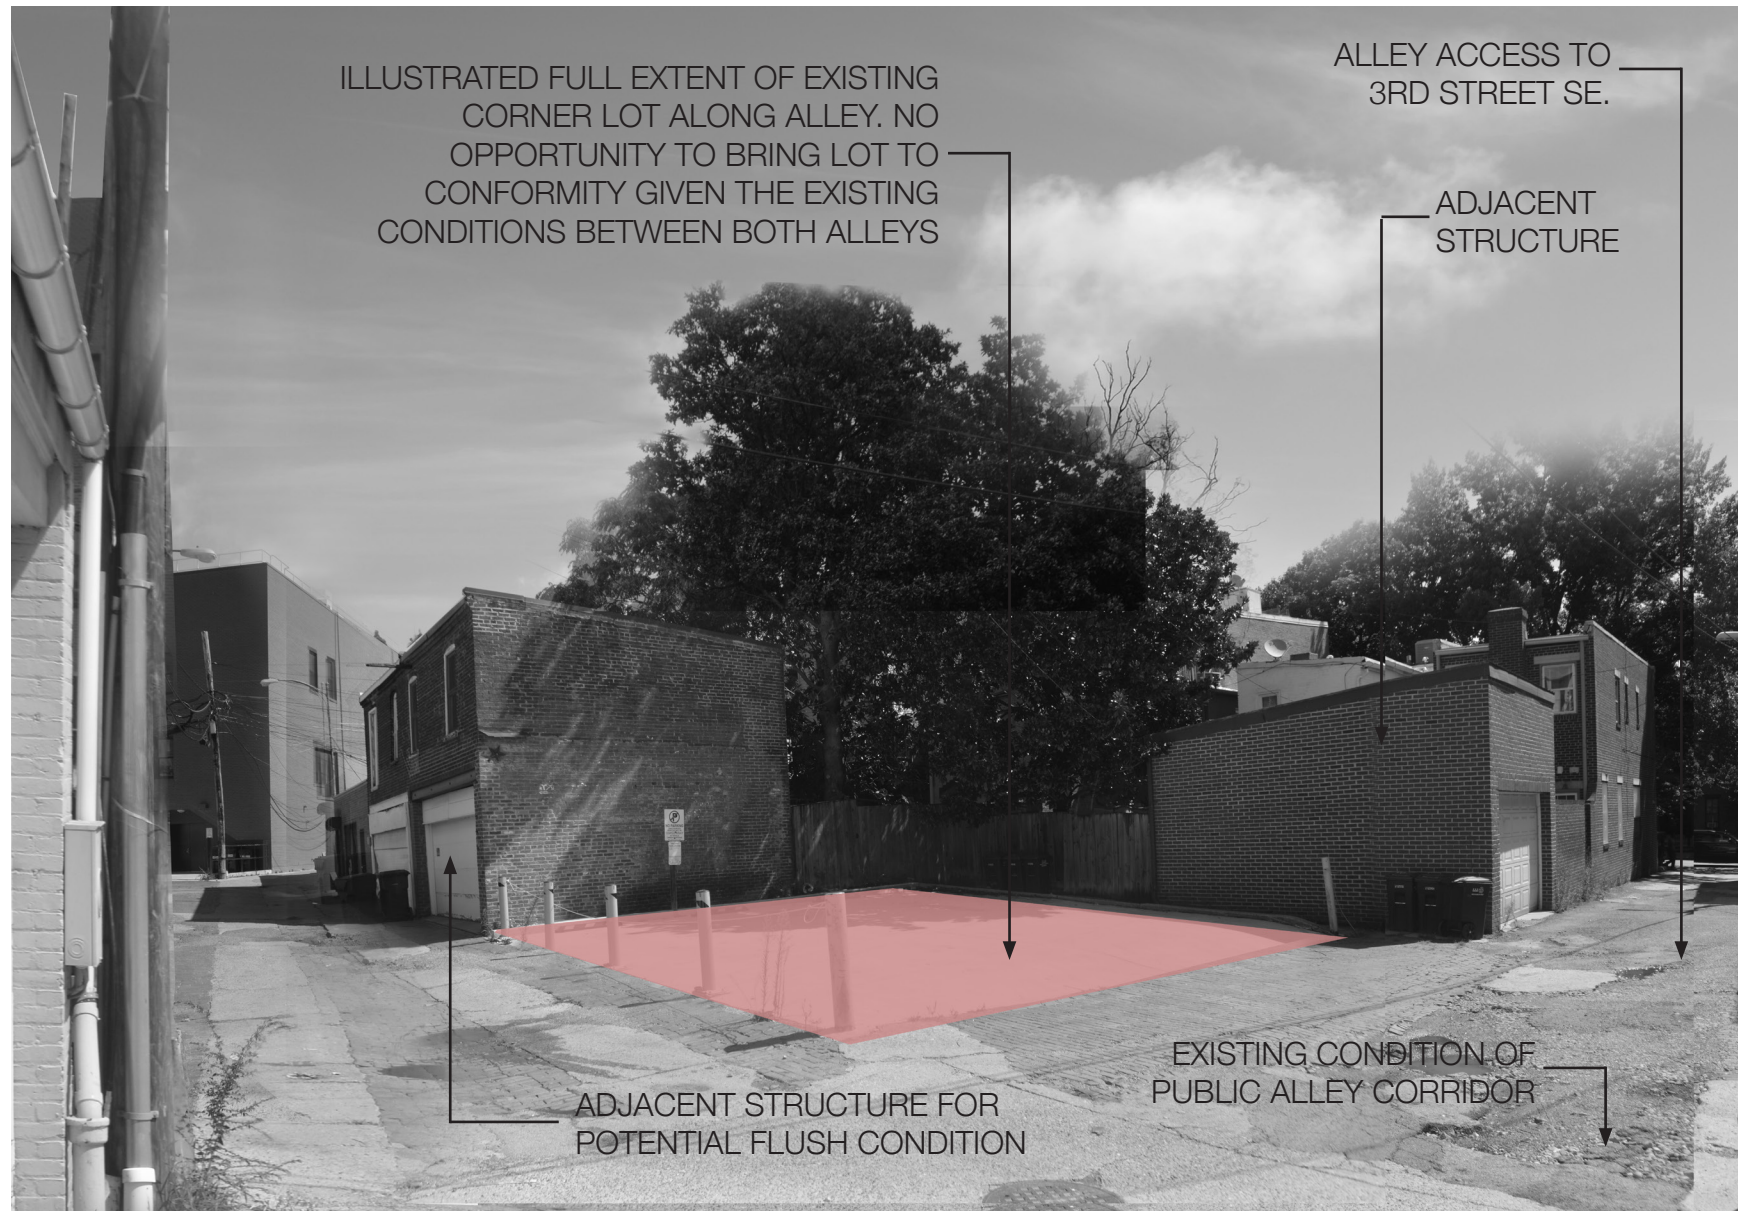 ILLUSTRATED FULL EXTENT OF EXISTING
CORNER LOT ALONG ALLEY. NO
OPPORTUNITY TO BRING LOT TO
CONFORMITY GIVEN THE EXISTING
CONDITIONS BETWEEN BOTH ALLEYS
ALLEY ACCESS TO
3RD STREET SE.
ADJACENT
STRUCTURE
EXISTING CONDITION OF
PUBLIC ALLEY CORRIDOR
ADJACENT STRUCTURE FOR
POTENTIAL FLUSH CONDITION